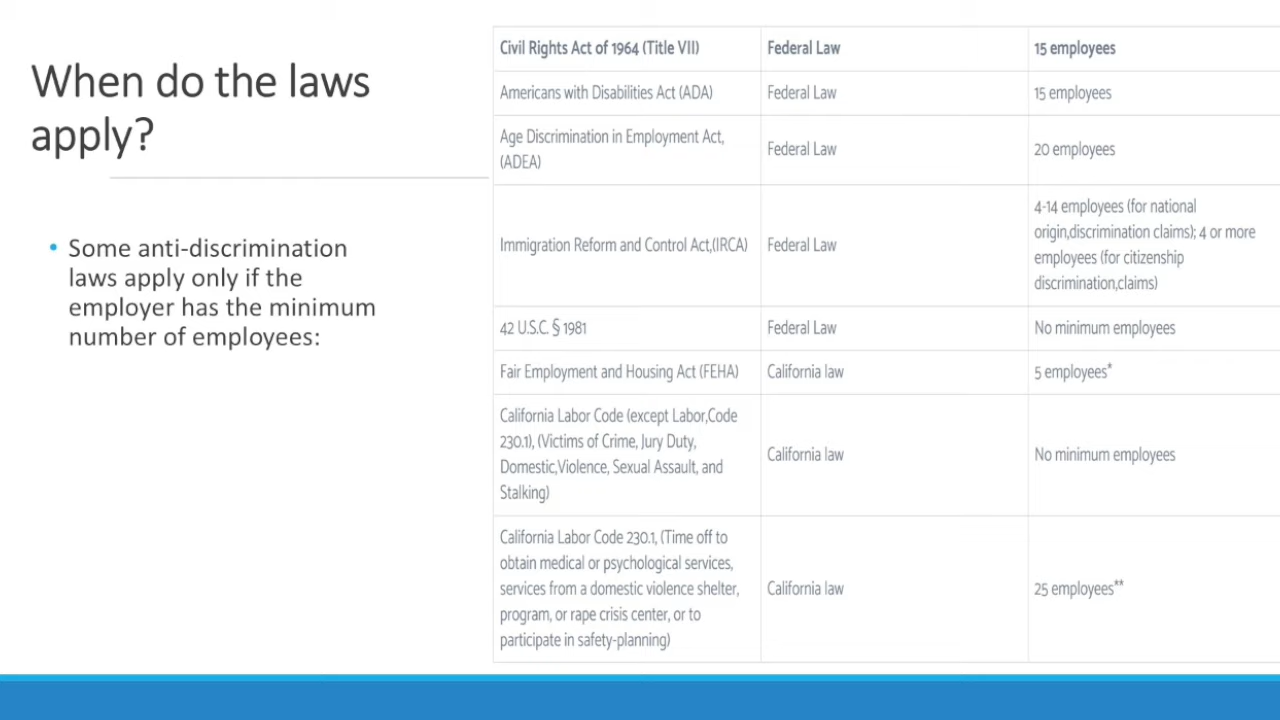 When do the laws
apply?
• Some anti-discrimination
laws apply only if the
employer has the minimum
number of employees:
Civil Rights Act of 1964 (Title VII)
Federal Law
15 employees
Americans with Disabilities Act (ADA)
Federal Law
15 employees
Age Discrimination in Employment Act,
(ADEA)
Federal Law
20 employees
Immigration Reform and Control Act,(IRCA)
Federal Law
4-14 employees (for national
origin,discrimination claims); 4 or more
employees (for citizenship
discrimination,claims)
42 U.S.C. § 1981
Federal Law
No minimum employees
Fair Employment and Housing Act (FEHA)
California law
5 employees*
California Labor Code (except Labor,Code
230.1), (Victims of Crime, Jury Duty,
Domestic,Violence, Sexual Assault, and
Stalking)
California law
No minimum employees
California Labor Code 230.1, (Time off to
obtain medical or psychological services,
services from a domestic violence shelter,
program, or rape crisis center, or to
participate in safety-planning)
California law
25 employees**